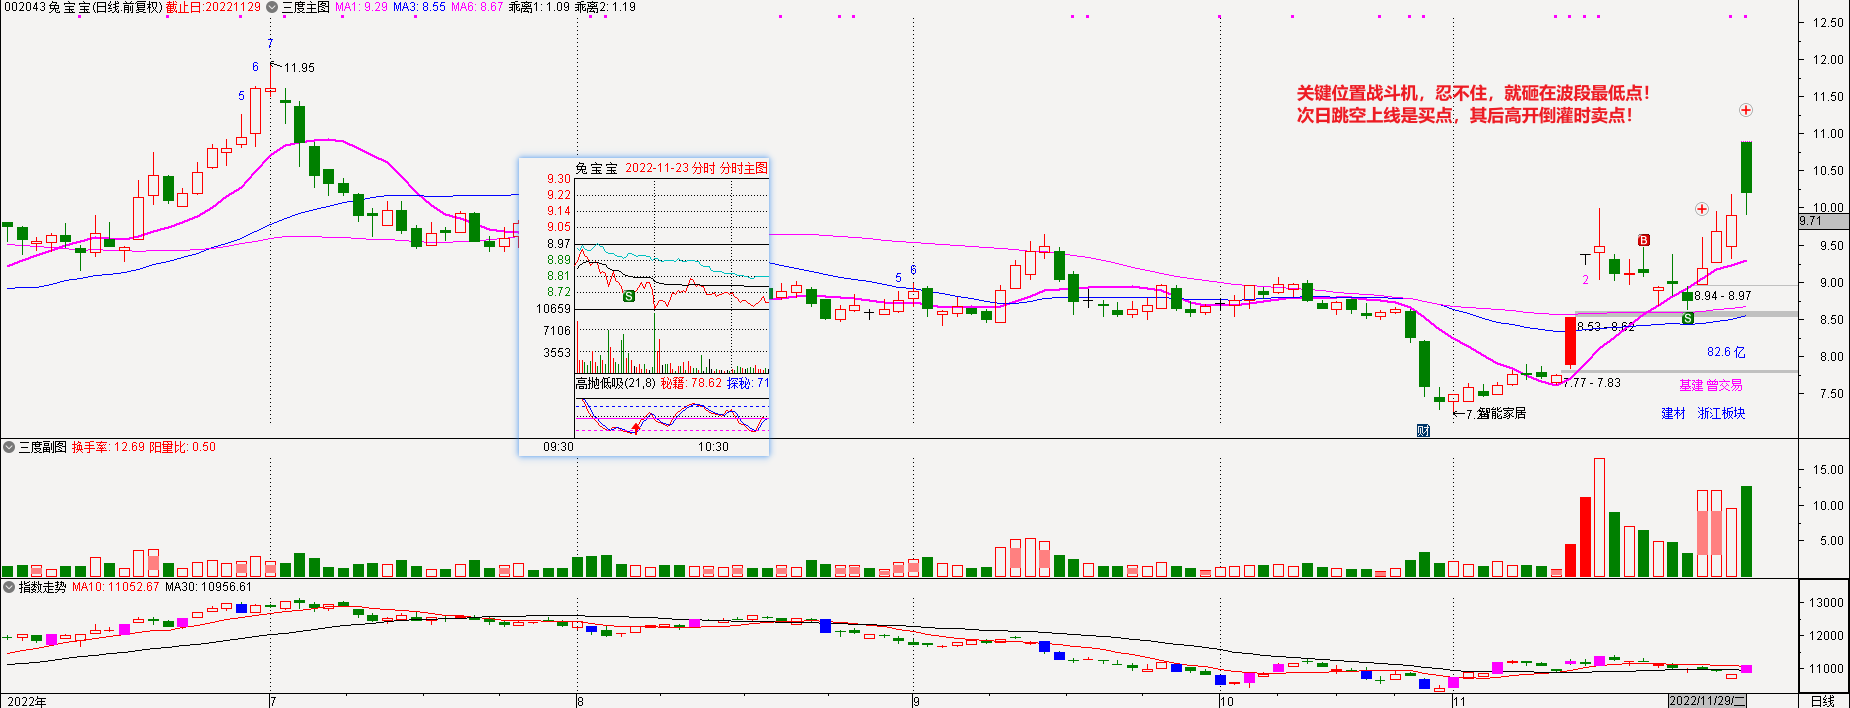 002043 兔 宝 宝(日线.前复权) 截止日:20221129 三度主图 MA1: 9.29 MA3: 8.55 MA6: 8.67 乖离1: 1.09 乖离2: 1.19
12.50
12.00
11.50
11.00
10.50
10.00
9.71
9.50
9.00
8.50
8.00
7.50
7
6
5
11.95
关键位置战斗机，忍不住，就砸在波段最低点！
次日跳空上线是买点，其后高开倒灌时卖点！
兔 宝 宝 2022-11-23 分时 分时主图
9.30
9.22
9.14
9.05
8.97
8.89
8.81
8.72
S
10659
7106
3553
高抛低吸(21,8) 秘籍: 78.62 探秘: 71
09:30 10:30
5
6
B
T
2
8.94 - 8.97
S
8.53 - 8.62
82.6 亿
7.77 - 7.83
基建 曾交易
智能家居
建材 浙江板块
财
三度副图 换手率: 12.69 阳量比: 0.50
15.00
10.00
5.00
指数走势 MA10: 11052.67 MA30: 10956.61
13000
12000
11000
2022年 7 8 9 10 11 2022/11/29/二 日线